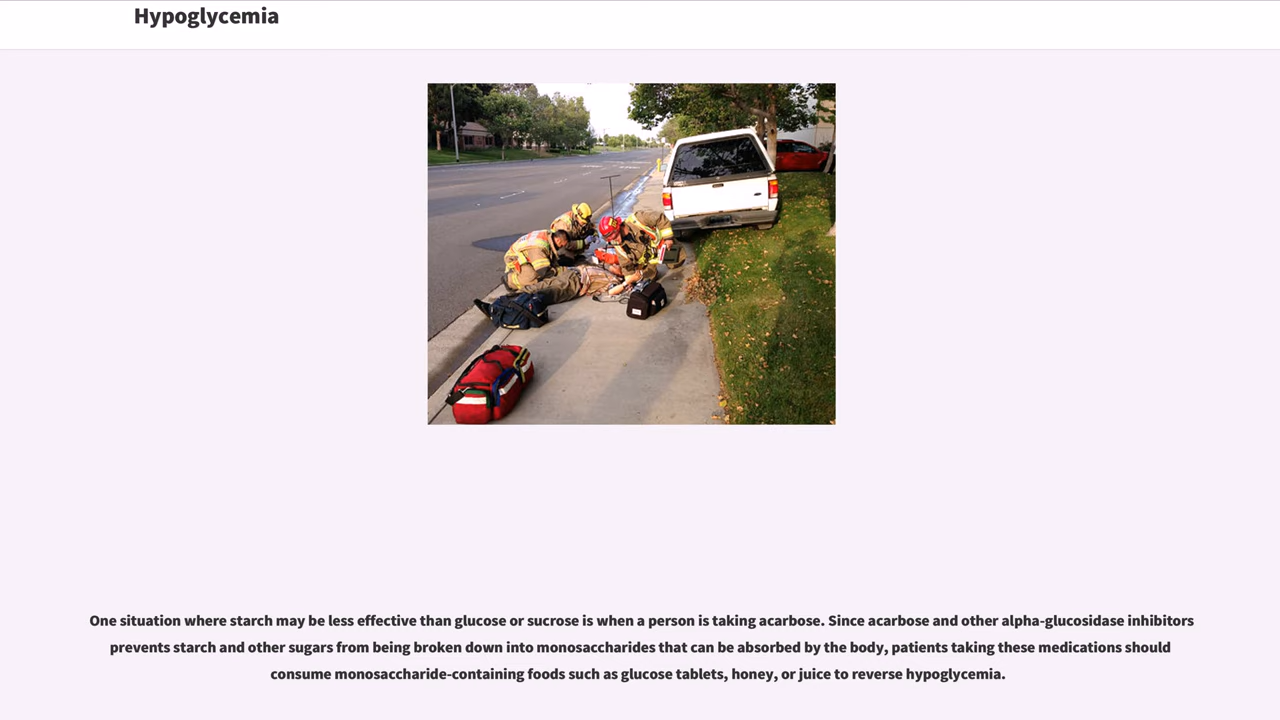 Hypoglycemia
One situation where starch may be less effective than glucose or sucrose is when a person is taking acarbose. Since acarbose and other alpha-glucosidase inhibitors
prevents starch and other sugars from being broken down into monosaccharides that can be absorbed by the body, patients taking these medications should
consume monosaccharide-containing foods such as glucose tablets, honey, or juice to reverse hypoglycemia.